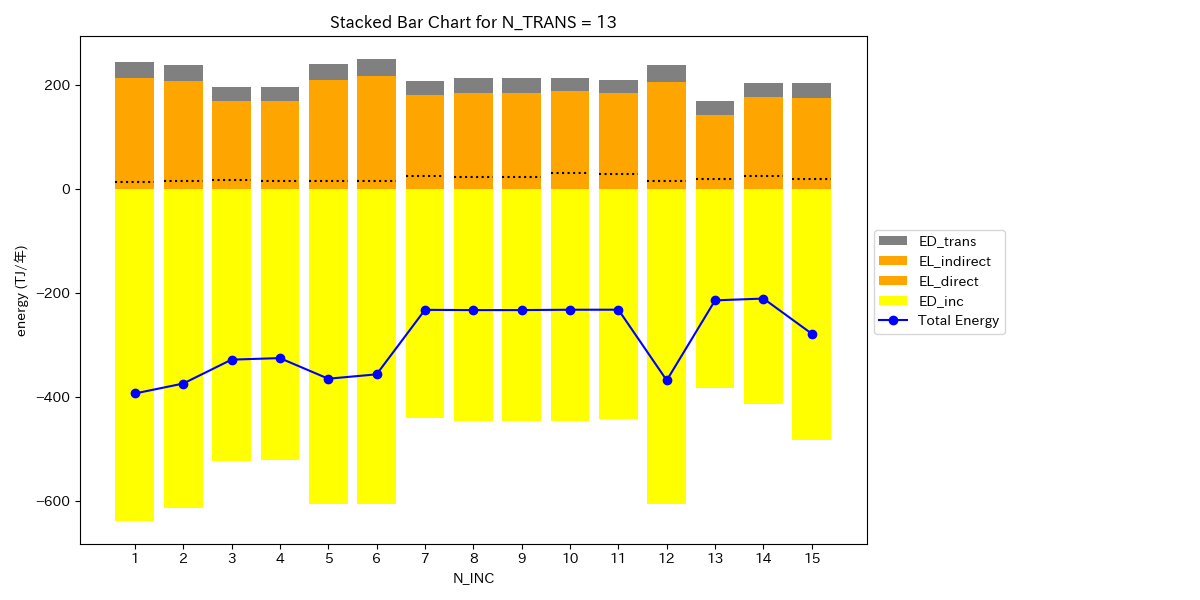 Stacked Bar Chart for N_TRANS = 13
energy (TJ/年)
200
0
−200
−400
−600
1 2 3 4 5 6 7 8 9 10 11 12 13 14 15
N_INC
ED_trans
EL_indirect
EL_direct
ED_inc
Total Energy